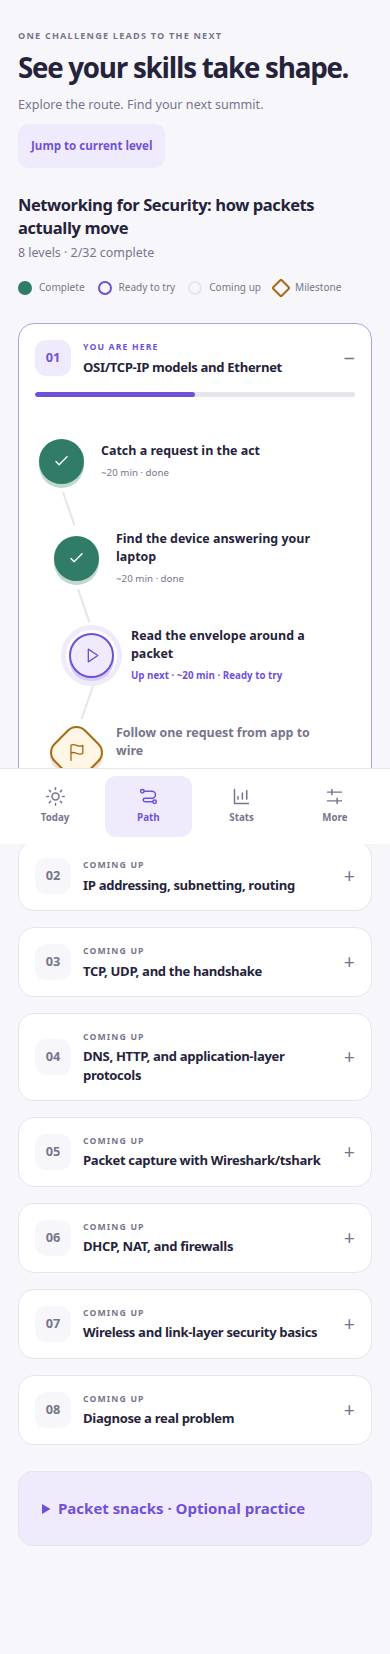 ONE CHALLENGE LEADS TO THE NEXT
See your skills take shape.
Explore the route. Find your next summit.
Jump to current level
Networking for Security: how packets
actually move
8 levels · 2/32 complete
Complete
Ready to try
Coming up
Milestone
01
YOU ARE HERE
OSI/TCP-IP models and Ethernet
−
Catch a request in the act
~20 min · done
Find the device answering your
laptop
~20 min · done
Read the envelope around a
packet
Up next · ~20 min · Ready to try
Follow one request from app to
wire
Today
Path
Stats
More
02
COMING UP
IP addressing, subnetting, routing
+
03
COMING UP
TCP, UDP, and the handshake
+
04
COMING UP
DNS, HTTP, and application-layer
protocols
+
05
COMING UP
Packet capture with Wireshark/tshark
+
06
COMING UP
DHCP, NAT, and firewalls
+
07
COMING UP
Wireless and link-layer security basics
+
08
COMING UP
Diagnose a real problem
+
▶ Packet snacks · Optional practice